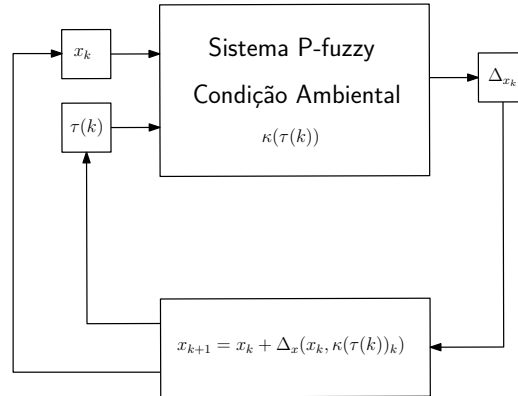 x_k
Sistema P-fuzzy
Condição Ambiental
κ(τ(k))
Δ_{x_k}
τ(k)
x_{k+1} = x_k + Δ_x(x_k, κ(τ(k))_k)